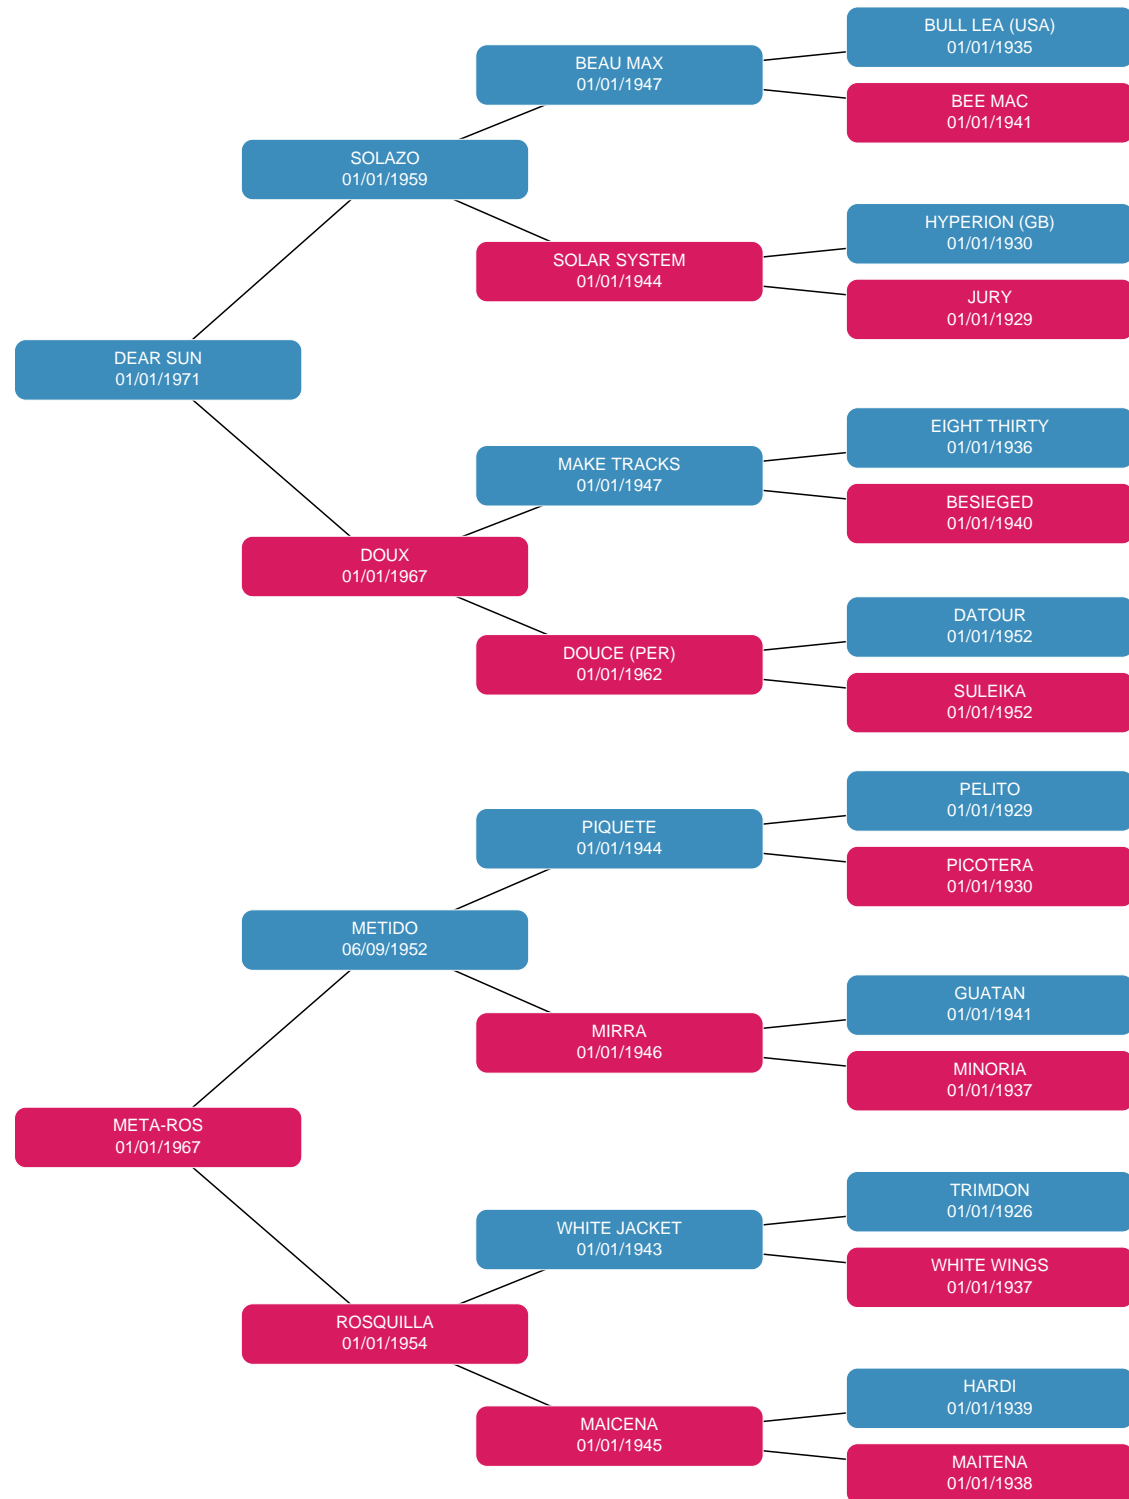 BULL LEA (USA)
01/01/1935
BEAU MAX
01/01/1947
BEE MAC
01/01/1941
SOLAZO
01/01/1959
HYPERION (GB)
01/01/1930
SOLAR SYSTEM
01/01/1944
JURY
01/01/1929
DEAR SUN
01/01/1971
EIGHT THIRTY
01/01/1936
MAKE TRACKS
01/01/1947
BESIEGED
01/01/1940
DOUX
01/01/1967
DATOUR
01/01/1952
DOUCE (PER)
01/01/1962
SULEIKA
01/01/1952
PELITO
01/01/1929
PIQUETE
01/01/1944
PICOTERA
01/01/1930
METIDO
06/09/1952
GUATAN
01/01/1941
MIRRA
01/01/1946
MINORIA
01/01/1937
META-ROS
01/01/1967
TRIMDON
01/01/1926
WHITE JACKET
01/01/1943
WHITE WINGS
01/01/1937
ROSQUILLA
01/01/1954
HARDI
01/01/1939
MAICENA
01/01/1945
MAITENA
01/01/1938